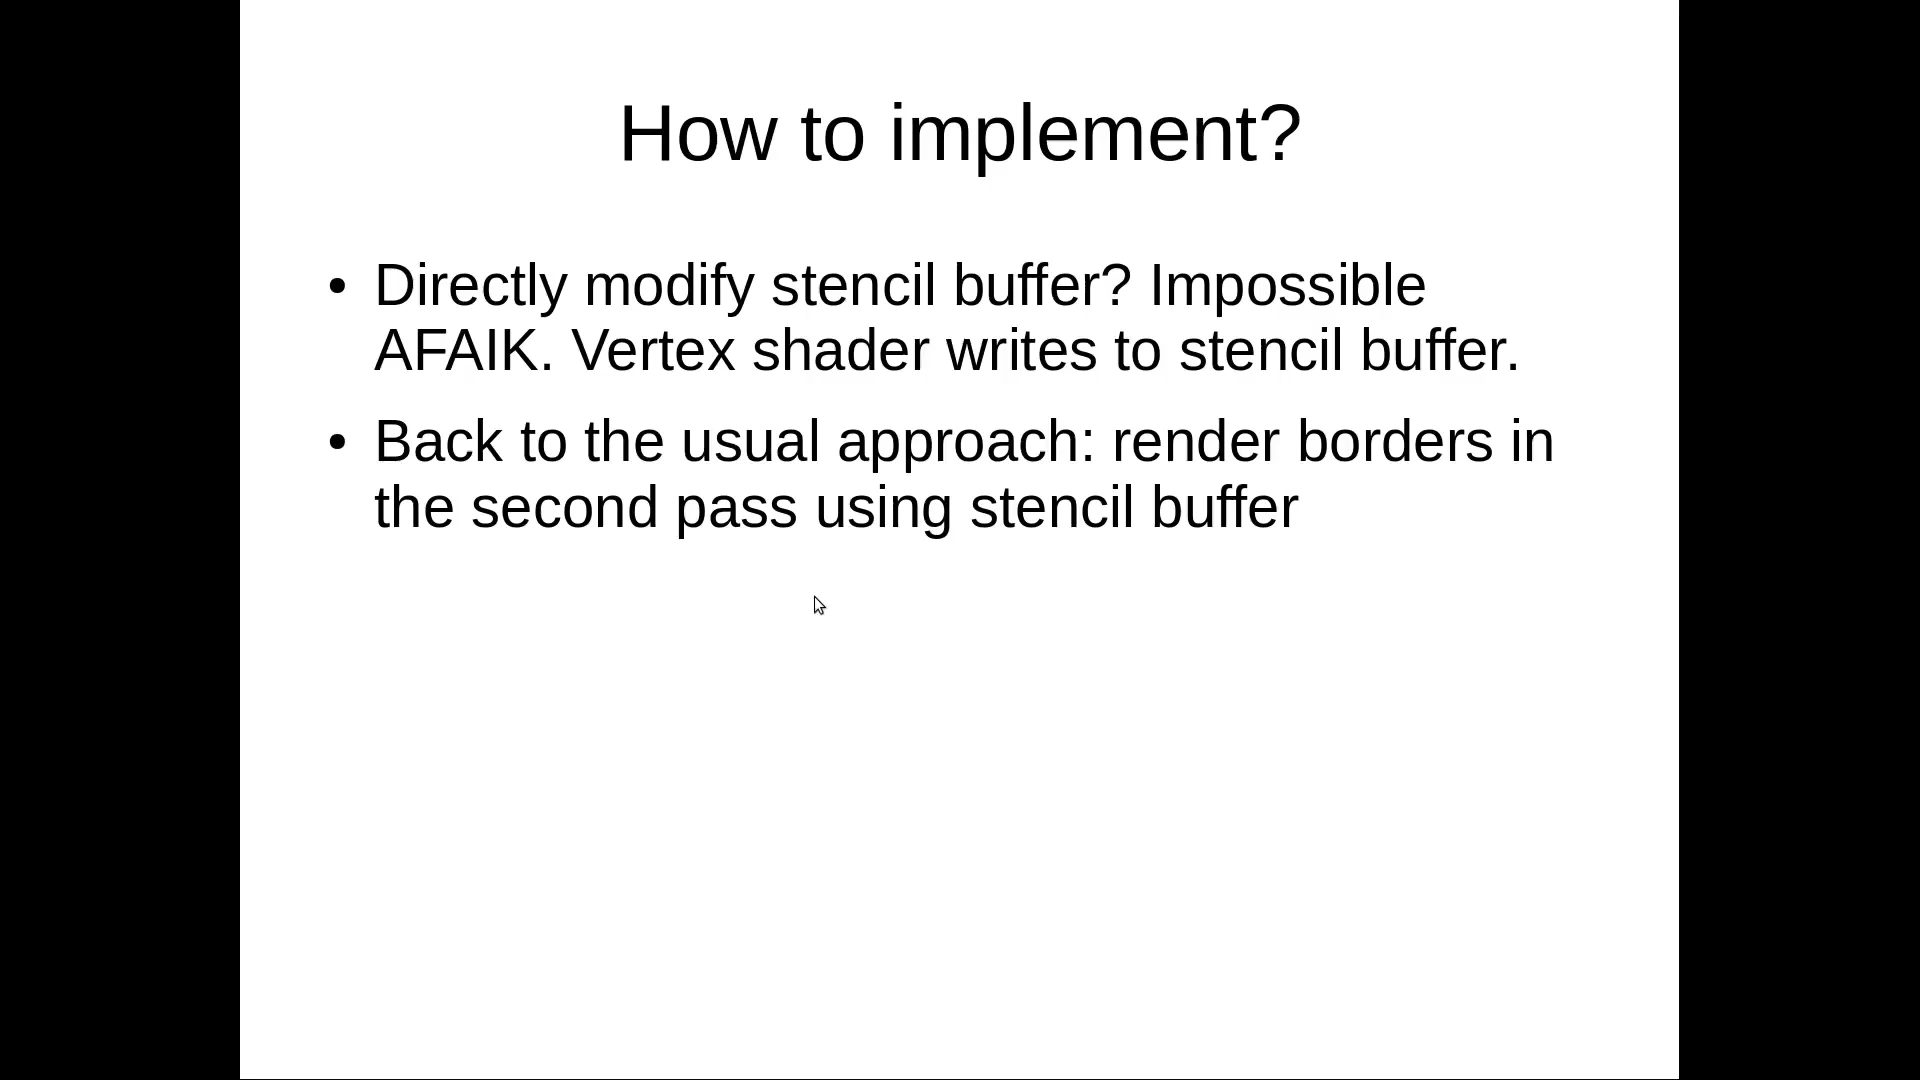 How to implement?
• Directly modify stencil buffer? Impossible
AFAIK. Vertex shader writes to stencil buffer.
• Back to the usual approach: render borders in
the second pass using stencil buffer